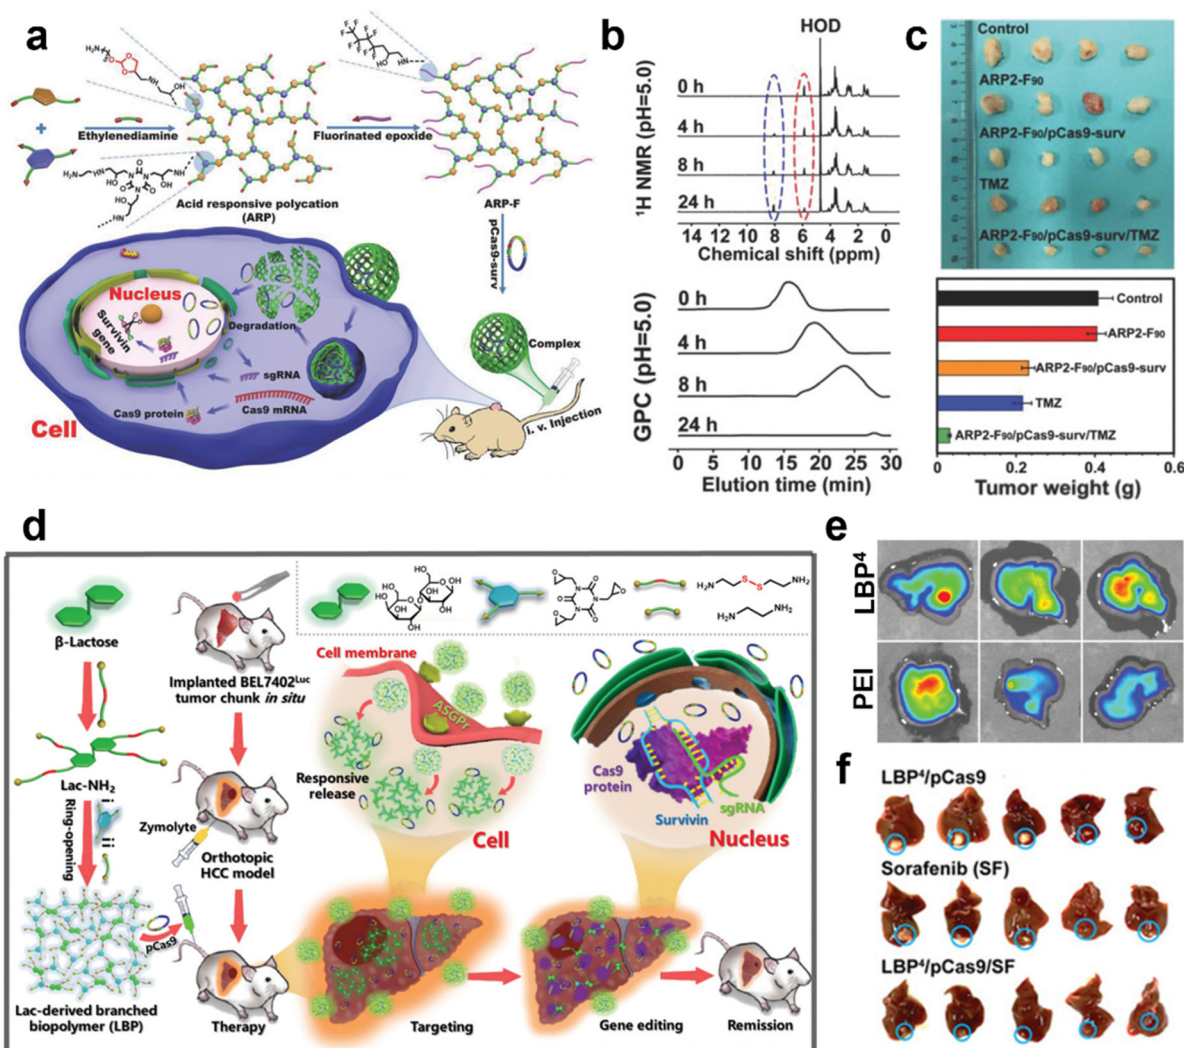 a
Ethylenediamine
Fluorinated epoxide
Acid responsive polycation
(ARP)
ARP-F
pCas9-surv
Nucleus
Survivin
gene
Degradation
Complex
sgRNA
Cas9 protein
Cas9 mRNA
Cell
i. v. Injection
b
HOD
¹H NMR (pH=5.0)
0 h
4 h
8 h
24 h
14 12 10 8 6 4 2 0
Chemical shift (ppm)
GPC (pH=5.0)
0 h
4 h
8 h
24 h
0 5 10 15 20 25 30
Elution time (min)
c
Control
ARP2-F₉₀
ARP2-F₉₀/pCas9-surv
TMZ
ARP2-F₉₀/pCas9-surv/TMZ
Control
ARP2-F₉₀
ARP2-F₉₀/pCas9-surv
TMZ
ARP2-F₉₀/pCas9-surv/TMZ
0 0.2 0.4 0.6
Tumor weight (g)
d
β-Lactose
Lac-NH₂
Ring-opening
i
ii
pCas9
Lac-derived branched
biopolymer (LBP)
Implanted BEL7402ᴸᵘᶜ
tumor chunk in situ
Zymolyte
Orthotopic
HCC model
Therapy
Cell membrane
ASGPr
Responsive
release
Cell
Cas9
protein
sgRNA
Survivin
Nucleus
Targeting
Gene editing
Remission
e
LBP⁴
PEI
f
LBP⁴/pCas9
Sorafenib (SF)
LBP⁴/pCas9/SF